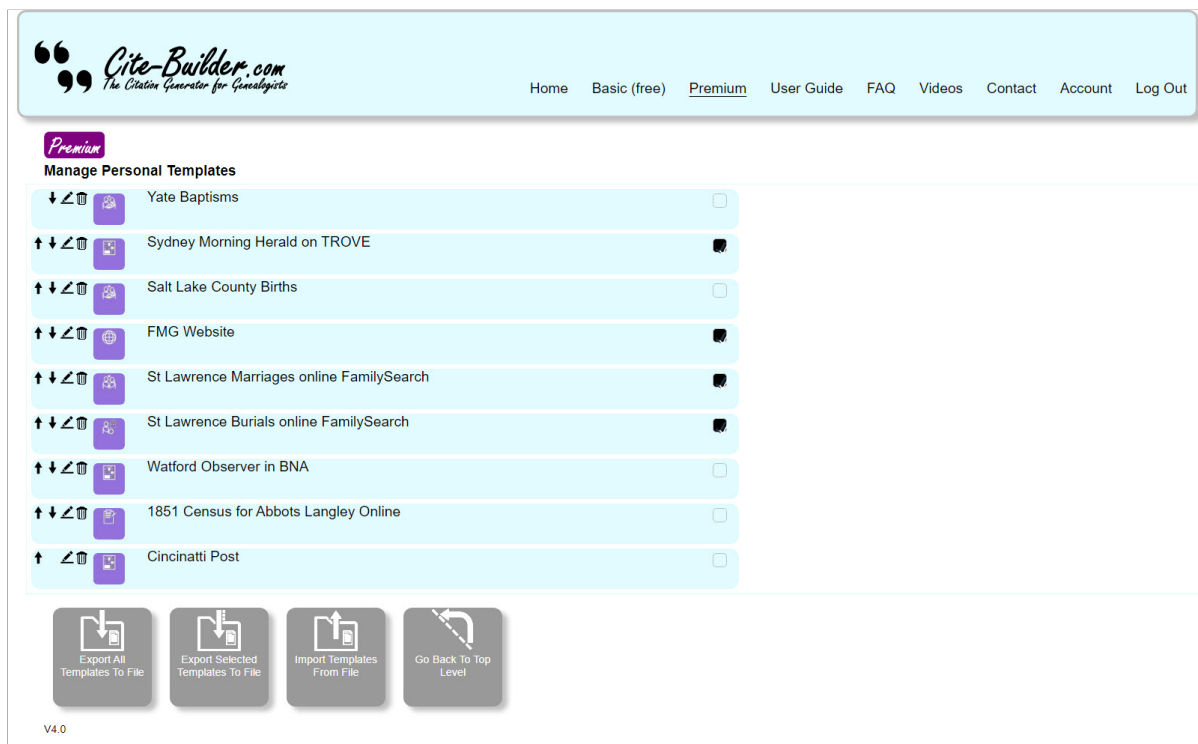 Cite-Builder.com
The Citation Generator for Genealogists
Home Basic (free) Premium User Guide FAQ Videos Contact Account Log Out
Premium
Manage Personal Templates
Yate Baptisms
Sydney Morning Herald on TROVE
Salt Lake County Births
FMG Website
St Lawrence Marriages online FamilySearch
St Lawrence Burials online FamilySearch
Watford Observer in BNA
1851 Census for Abbots Langley Online
Cincinatti Post
Export All
Templates To File
Export Selected
Templates To File
Import Templates
From File
Go Back To Top
Level
V4.0